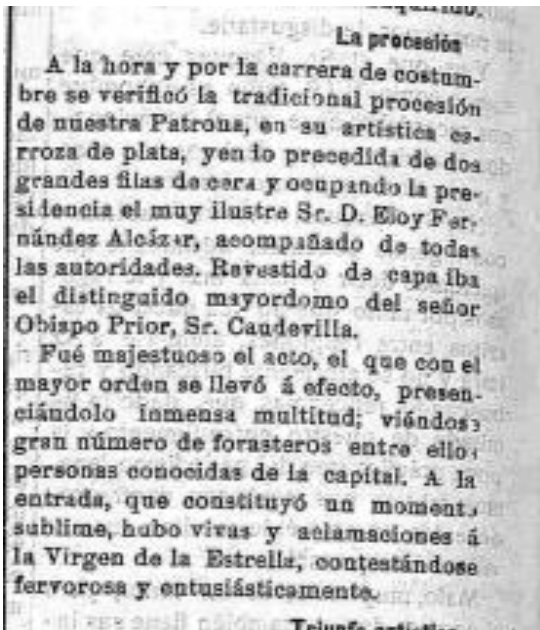 La procesión
A la hora y por la carrera de costum-
bre se verificó la tradicional procesión
de nuestra Patrona, en su artística ca-
rroza de plata, yendo precedida de dos
grandes filas de cera y ocupando la pre-
sidencia el muy ilustre Sr. D. Eloy Fer-
nández Alcázar, acompañado de todas
las autoridades. Revestido de capa iba
el distinguido mayordomo del señor
Obispo Prior, Sr. Caudevilla.
Fué majestuoso el acto, el que con el
mayor orden se llevó á efecto, presen-
ciándolo inmensa multitud; viéndose
gran número de forasteros entre ellos
personas conocidas de la capital. A la
entrada, que constituyó un momento
sublime, hubo vivas y aclamaciones á
la Virgen de la Estrella, contestándose
fervorosa y entusiásticamente.
Triunfo artístico